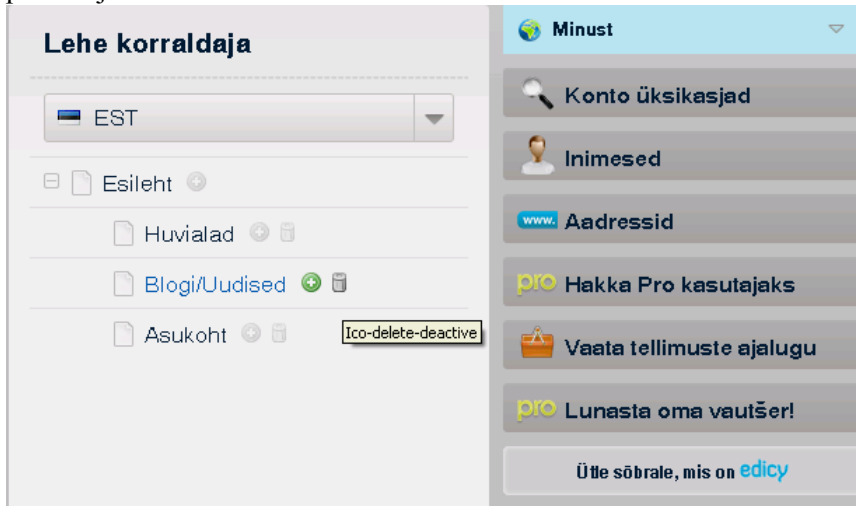 Lehe korraldaja
EST
Esileht
Huvialad
Blogi/Uudised
Asukoht
Ico-delete-deactive
Minust
Konto üksikasjad
Inimesed
www. Aadressid
pro Hakka Pro kasutajaks
Vaata tellimuste ajalugu
pro Lunasta oma vautšer!
Ütle sõbrale, mis on edicy